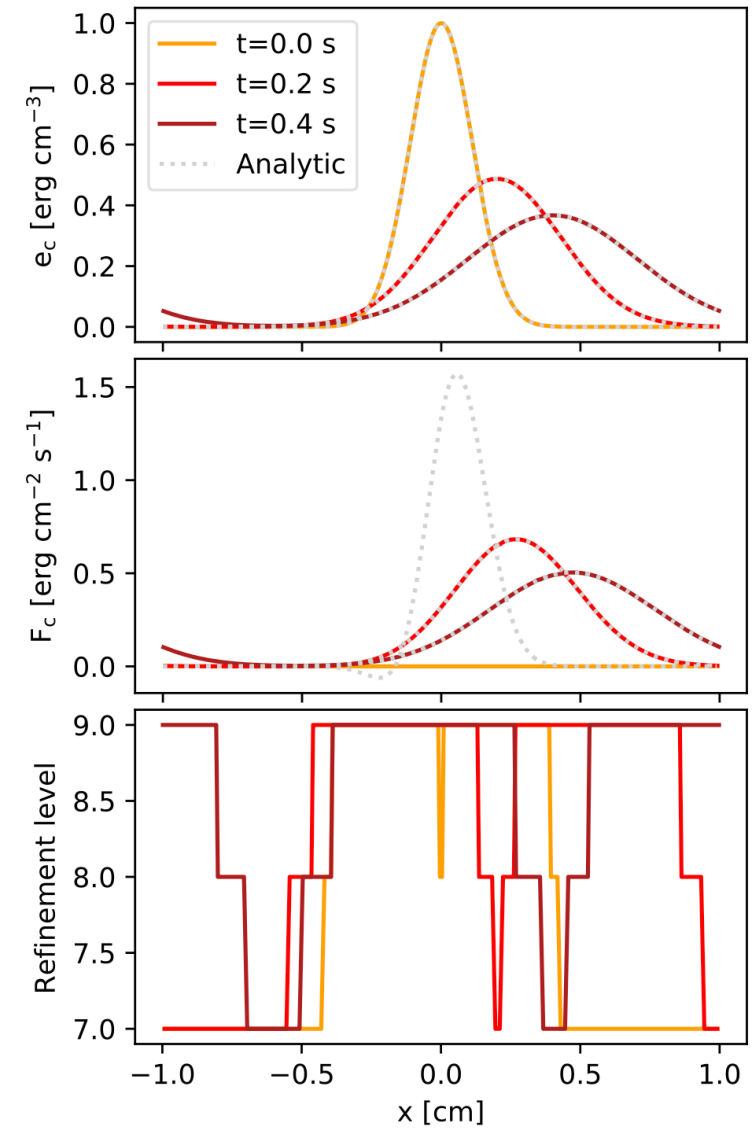 1.0
0.8
0.6
0.4
0.2
0.0
e_c [erg cm⁻³]
t=0.0 s
t=0.2 s
t=0.4 s
Analytic
1.5
1.0
0.5
0.0
F_c [erg cm⁻² s⁻¹]
9.0
8.5
8.0
7.5
7.0
Refinement level
−1.0 −0.5 0.0 0.5 1.0
x [cm]